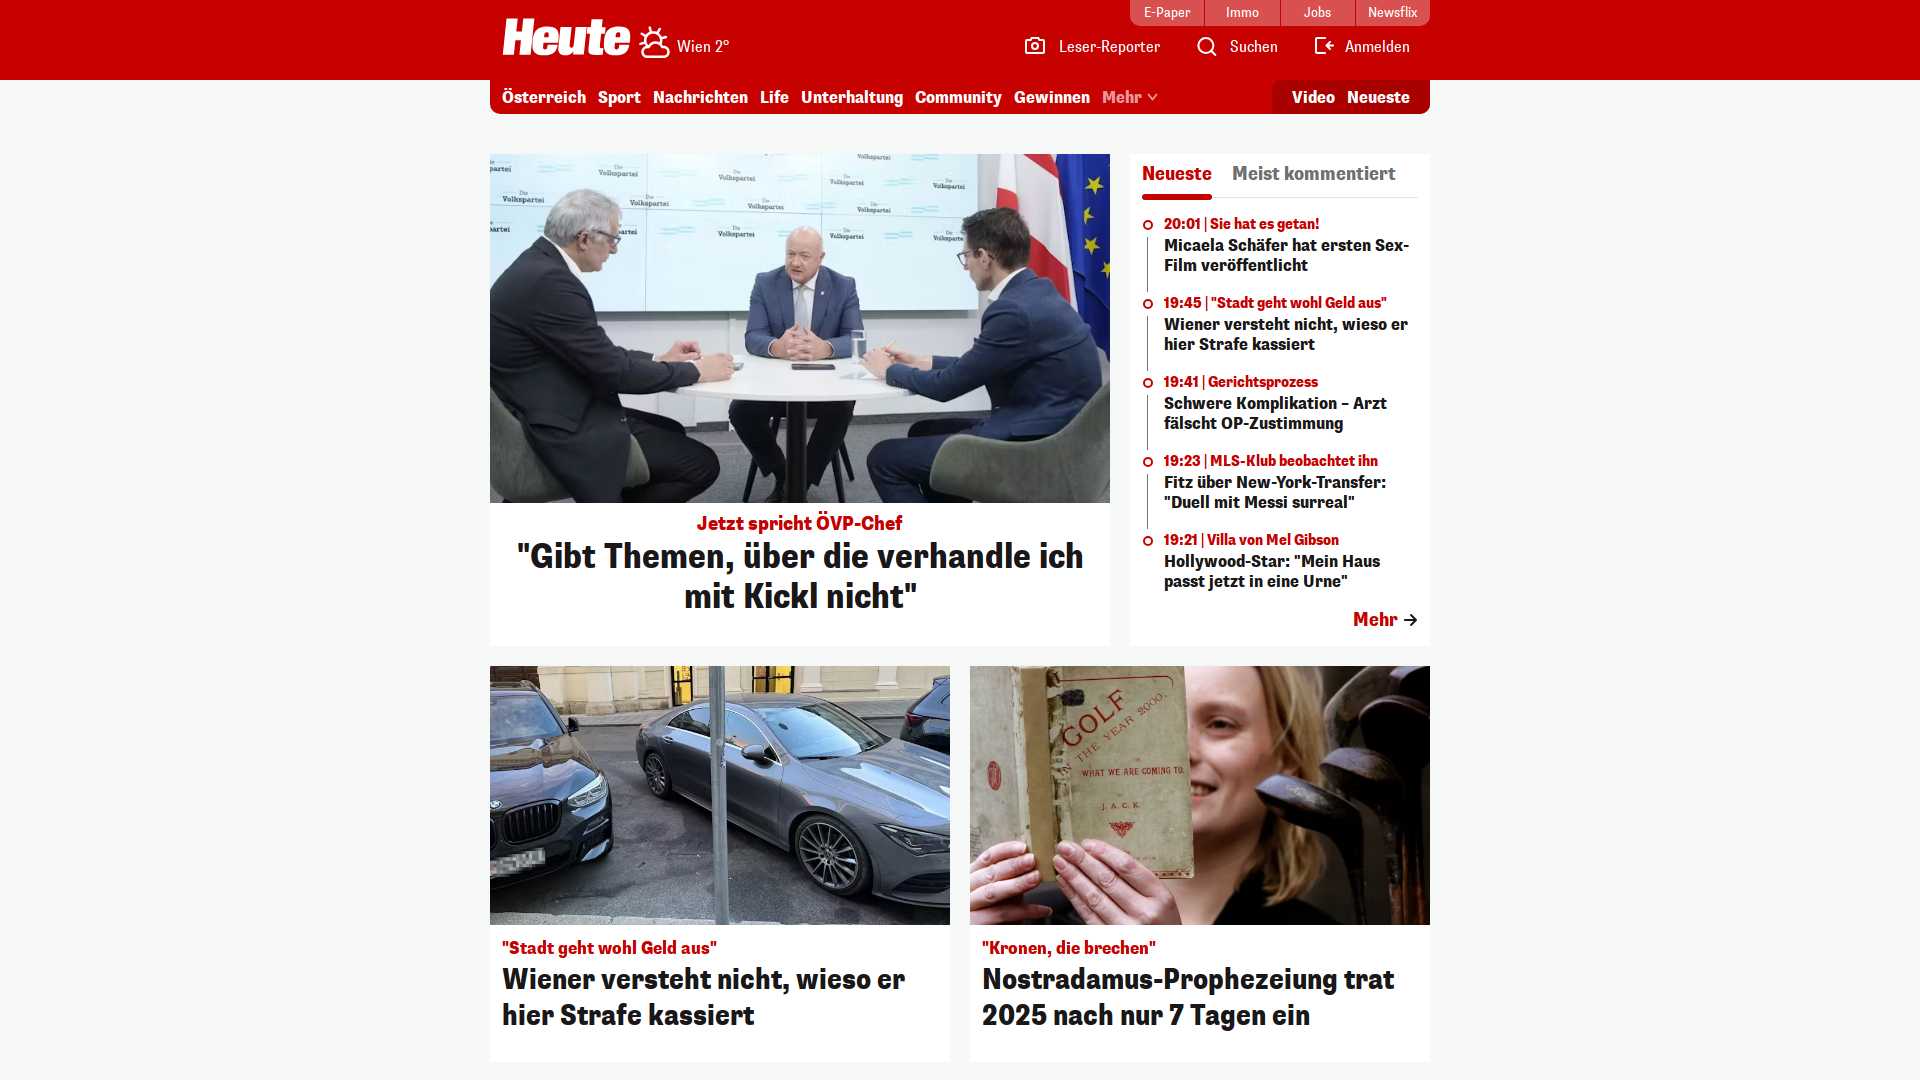 E-Paper
Immo
Jobs
Newsflix
Heute
Wien 2°
Leser-Reporter
Suchen
Anmelden
Österreich
Sport
Nachrichten
Life
Unterhaltung
Community
Gewinnen
Mehr
Video
Neueste
Die
Volkspartei
Jetzt spricht ÖVP-Chef
"Gibt Themen, über die verhandle ich
mit Kickl nicht"
Neueste
Meist kommentiert
20:01 | Sie hat es getan!
Micaela Schäfer hat ersten Sex-
Film veröffentlicht
19:45 | "Stadt geht wohl Geld aus"
Wiener versteht nicht, wieso er
hier Strafe kassiert
19:41 | Gerichtsprozess
Schwere Komplikation – Arzt
fälscht OP-Zustimmung
19:23 | MLS-Klub beobachtet ihn
Fitz über New-York-Transfer:
"Duell mit Messi surreal"
19:21 | Villa von Mel Gibson
Hollywood-Star: "Mein Haus
passt jetzt in eine Urne"
Mehr
"Stadt geht wohl Geld aus"
Wiener versteht nicht, wieso er
hier Strafe kassiert
GOLF
IN THE YEAR 2000,
OR
WHAT WE ARE COMING TO.
J. A. C. K.
"Kronen, die brechen"
Nostradamus-Prophezeiung trat
2025 nach nur 7 Tagen ein